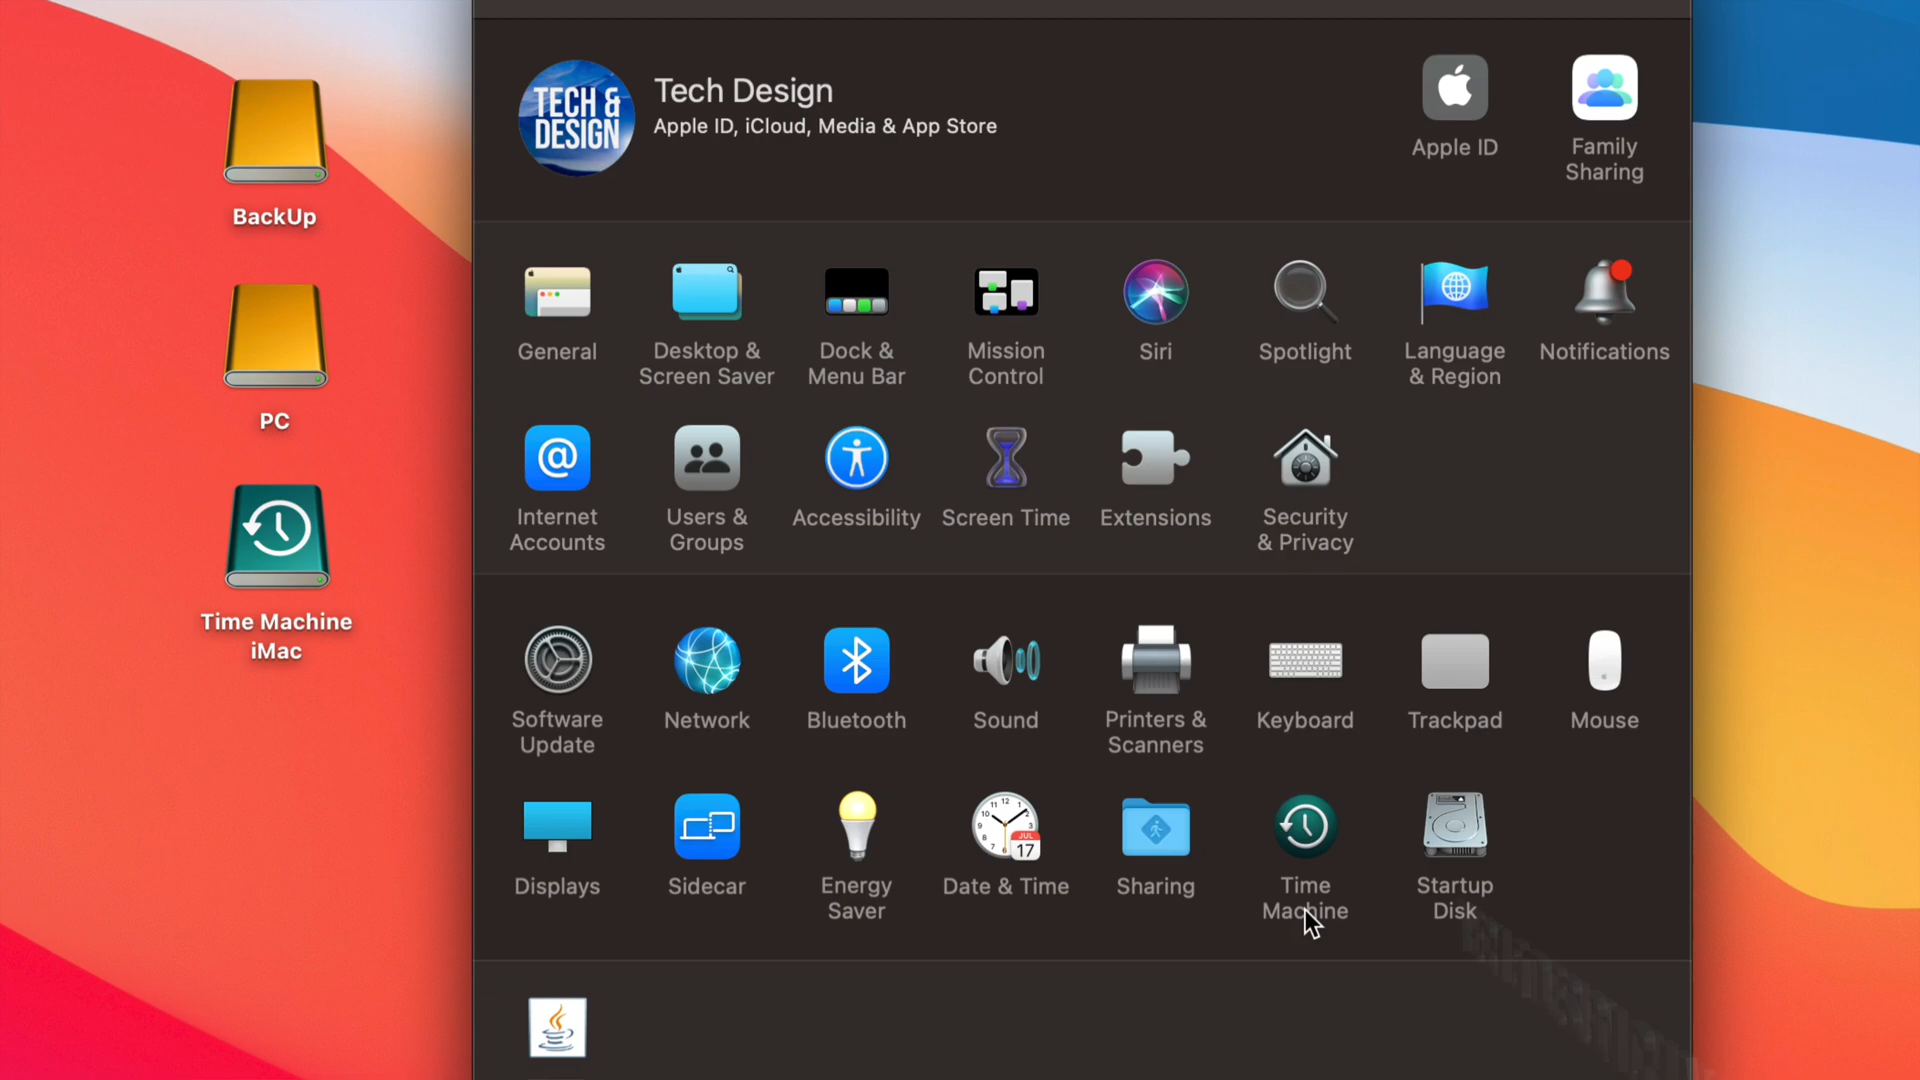 TECH &
DESIGN
Tech Design
Apple ID, iCloud, Media & App Store
Apple ID
Family
Sharing
BackUp
PC
Time Machine
iMac
General
Desktop &
Screen Saver
Dock &
Menu Bar
Mission
Control
Siri
Spotlight
Language
& Region
Notifications
@
Internet
Accounts
Users &
Groups
Accessibility
Screen Time
Extensions
Security
& Privacy
Software
Update
Network
Bluetooth
Sound
Printers &
Scanners
Keyboard
Trackpad
Mouse
Displays
Sidecar
Energy
Saver
JUL
17
Date & Time
Sharing
Time
Machine
Startup
Disk